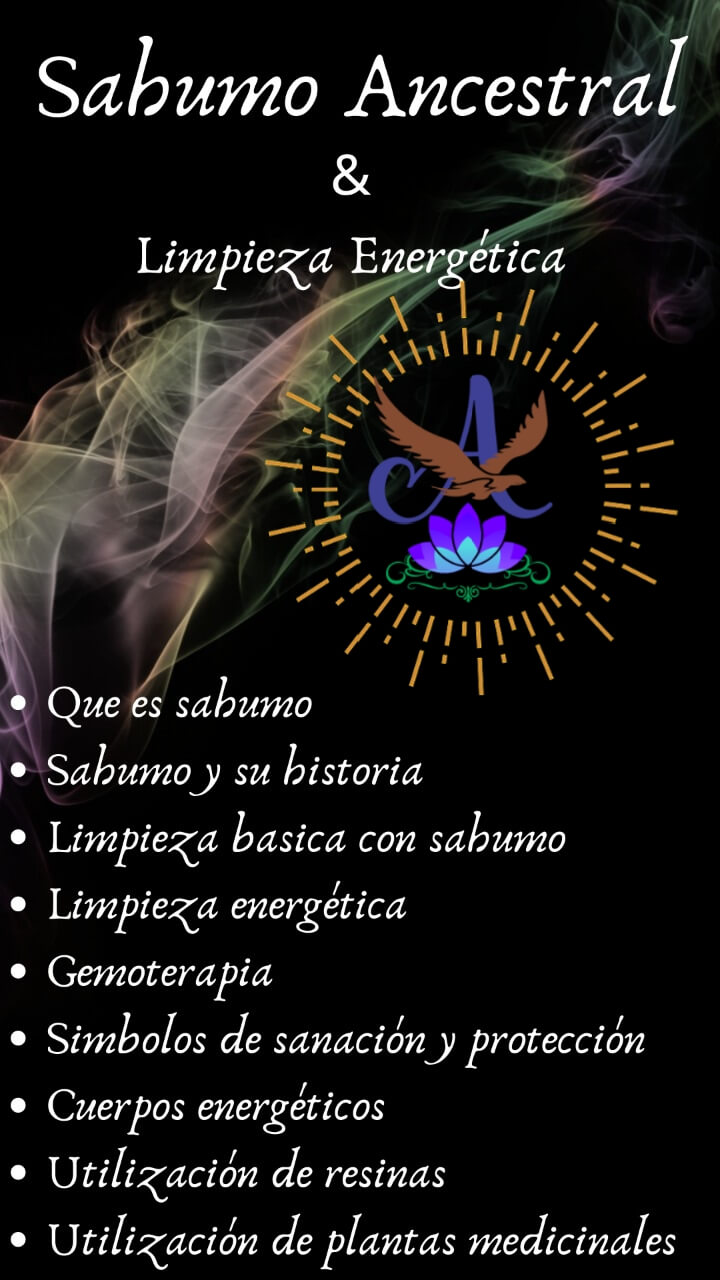 Sahumo Ancestral
&
Limpieza Energética
CA
• Que es sahumo
• Sahumo y su historia
• Limpieza basica con sahumo
• Limpieza energética
• Gemoterapia
• Simbolos de sanación y protección
• Cuerpos energéticos
• Utilización de resinas
• Utilización de plantas medicinales